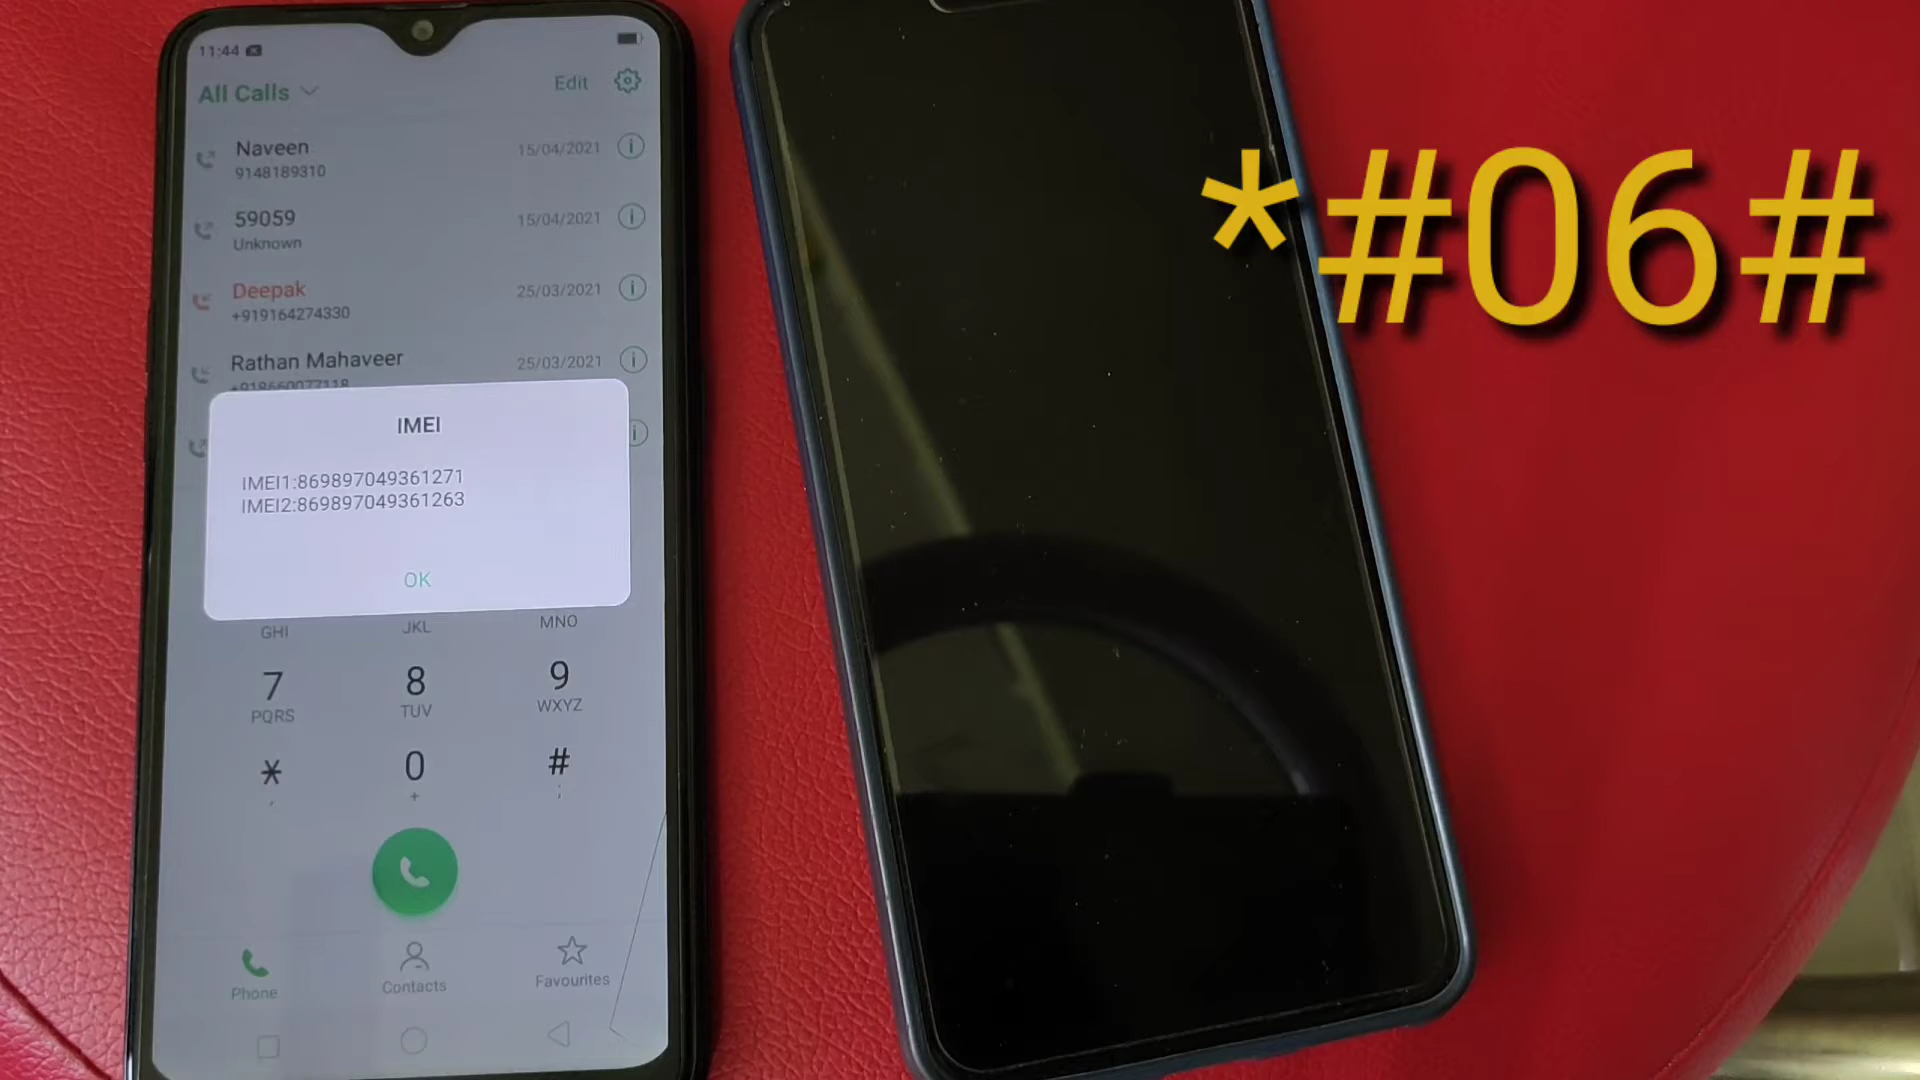 11:44
All Calls
Edit
Naveen
15/04/2021
9148189310
59059
15/04/2021
Unknown
Deepak
25/03/2021
+919164274330
Rathan Mahaveer
25/03/2021
+918660077118
IMEI
IMEI1:869897049361271
IMEI2:869897049361263
OK
GHI JKL MNO
7 8 9
PQRS TUV WXYZ
* 0 #
, + ;
Phone Contacts Favourites
*#06#